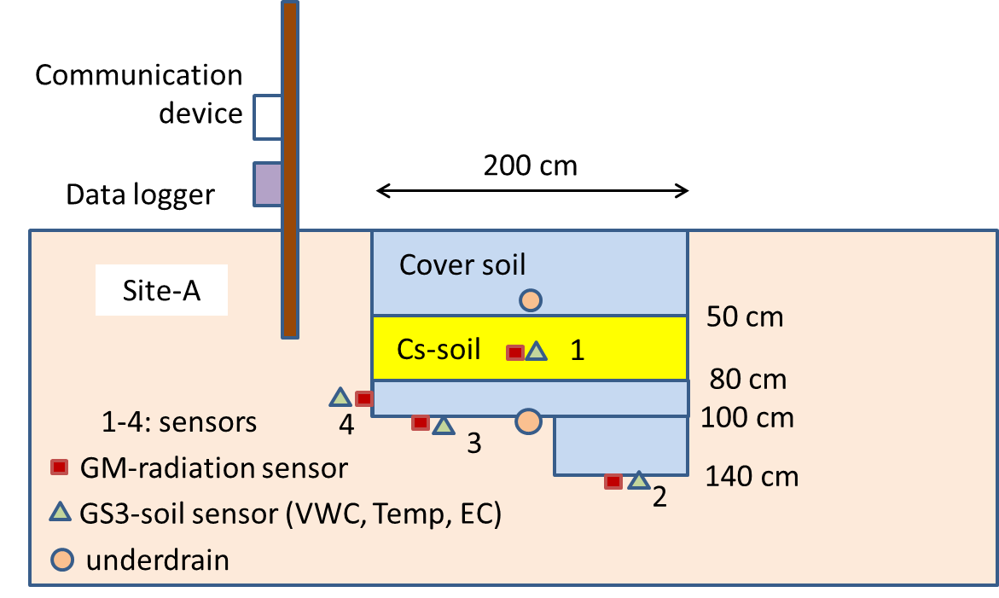 Communication
device
Data logger
200 cm
Cover soil
Site-A
50 cm
Cs-soil
1
80 cm
4
1-4: sensors
3
100 cm
GM-radiation sensor
140 cm
2
GS3-soil sensor (VWC, Temp, EC)
underdrain